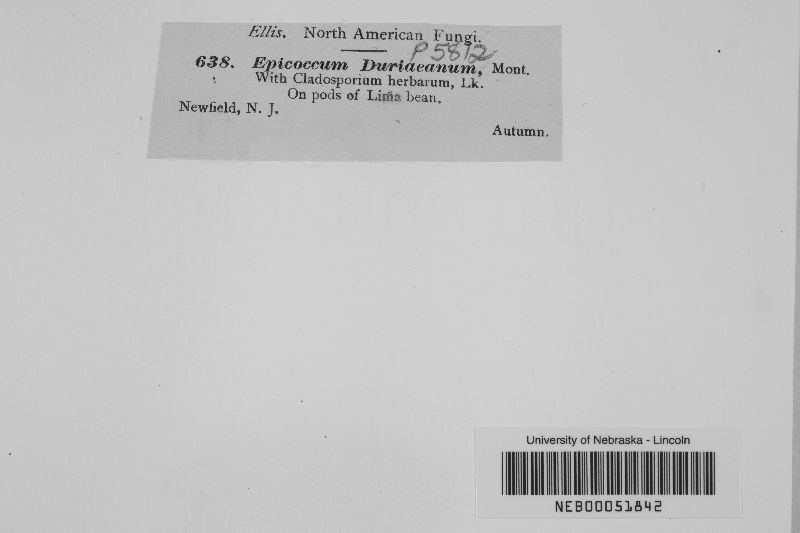 Ellis. North American Fungi.
P5812
638. Epicoccum Duriaeanum, Mont.
With Cladosporium herbarum, Lk.
On pods of Lima bean.
Newfield, N. J.
Autumn.
University of Nebraska - Lincoln
NEB00051842